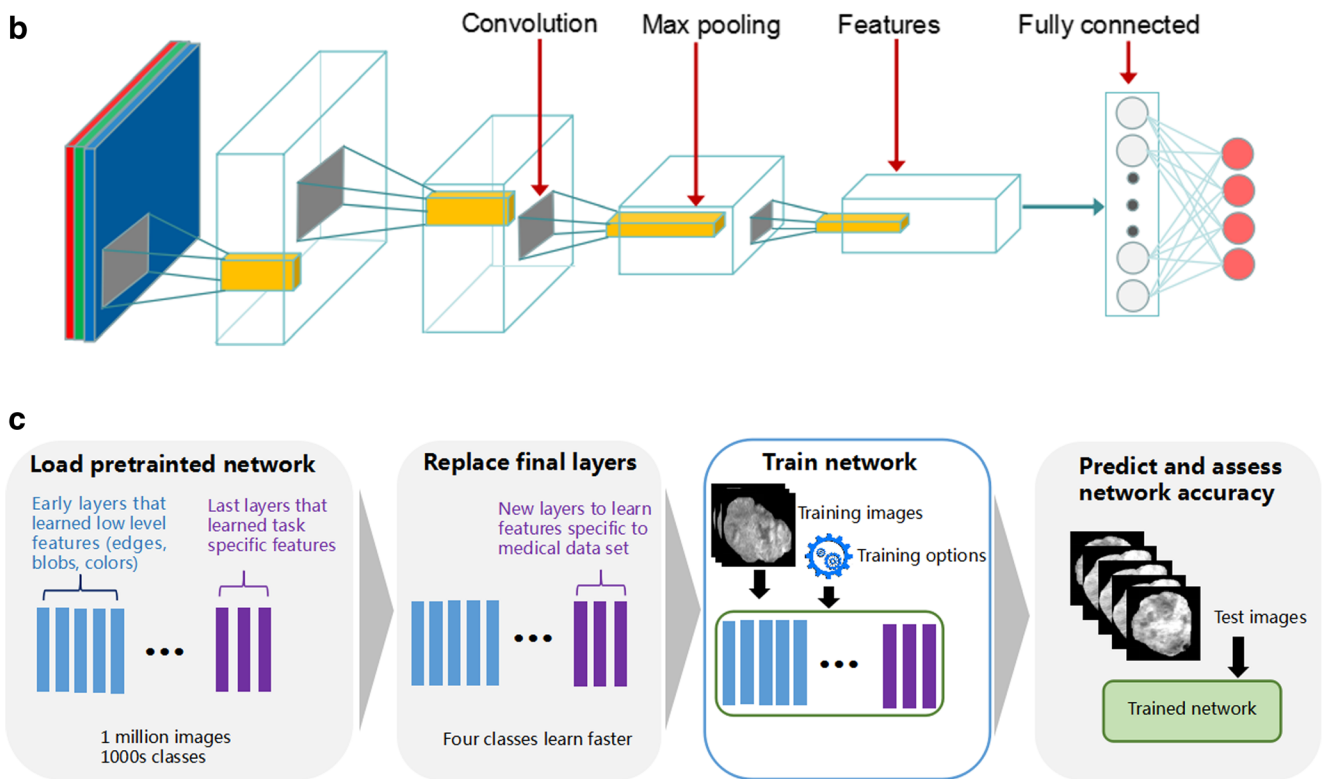 b
Convolution
Max pooling
Features
Fully connected
c
Load pretrainted network
Early layers that
learned low level
features (edges,
blobs, colors)
Last layers that
learned task
specific features
1 million images
1000s classes
Replace final layers
New layers to learn
features specific to
medical data set
Four classes learn faster
Train network
Training images
Training options
Predict and assess
network accuracy
Test images
Trained network